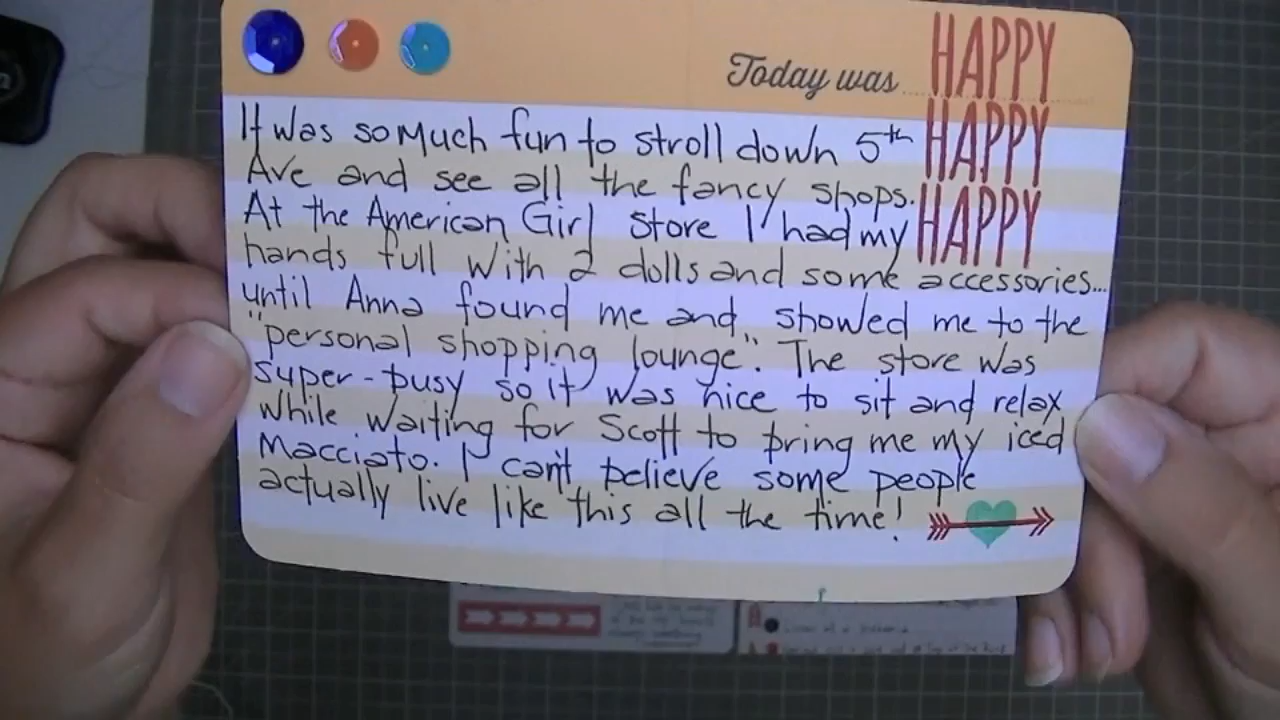 Today was HAPPY
HAPPY
HAPPY
It was so much fun to stroll down 5th
Ave and see all the fancy shops.
At the American Girl store I had my
hands full with 2 dolls and some accessories...
until Anna found me and showed me to the
"personal shopping lounge". The store was
super-busy so it was nice to sit and relax
while waiting for Scott to bring me my iced
Macciato. I can't believe some people
actually live like this all the time!